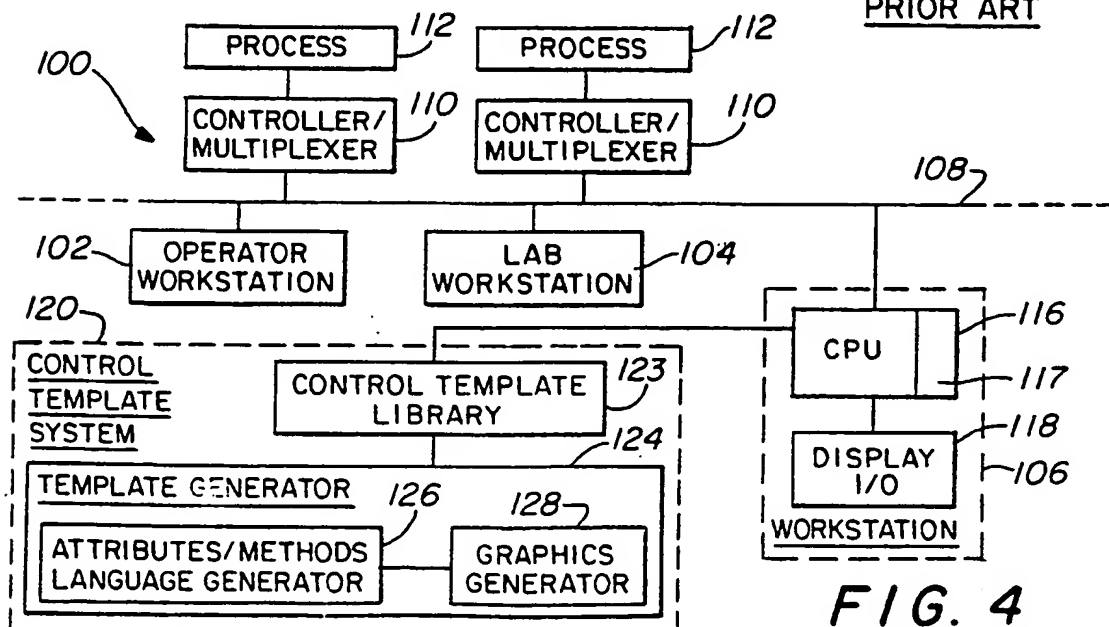 PRIOR ART
112
112
PROCESS
PROCESS
100
110
110
CONTROLLER/
MULTIPLEXER
CONTROLLER/
MULTIPLEXER
108
102
OPERATOR
WORKSTATION
LAB
WORKSTATION
104
120
CONTROL
TEMPLATE
SYSTEM
CONTROL TEMPLATE
LIBRARY
123
CPU
116
117
124
TEMPLATE GENERATOR
126
128
ATTRIBUTES/METHODS
LANGUAGE GENERATOR
GRAPHICS
GENERATOR
DISPLAY
I/O
118
106
WORKSTATION
FIG. 4